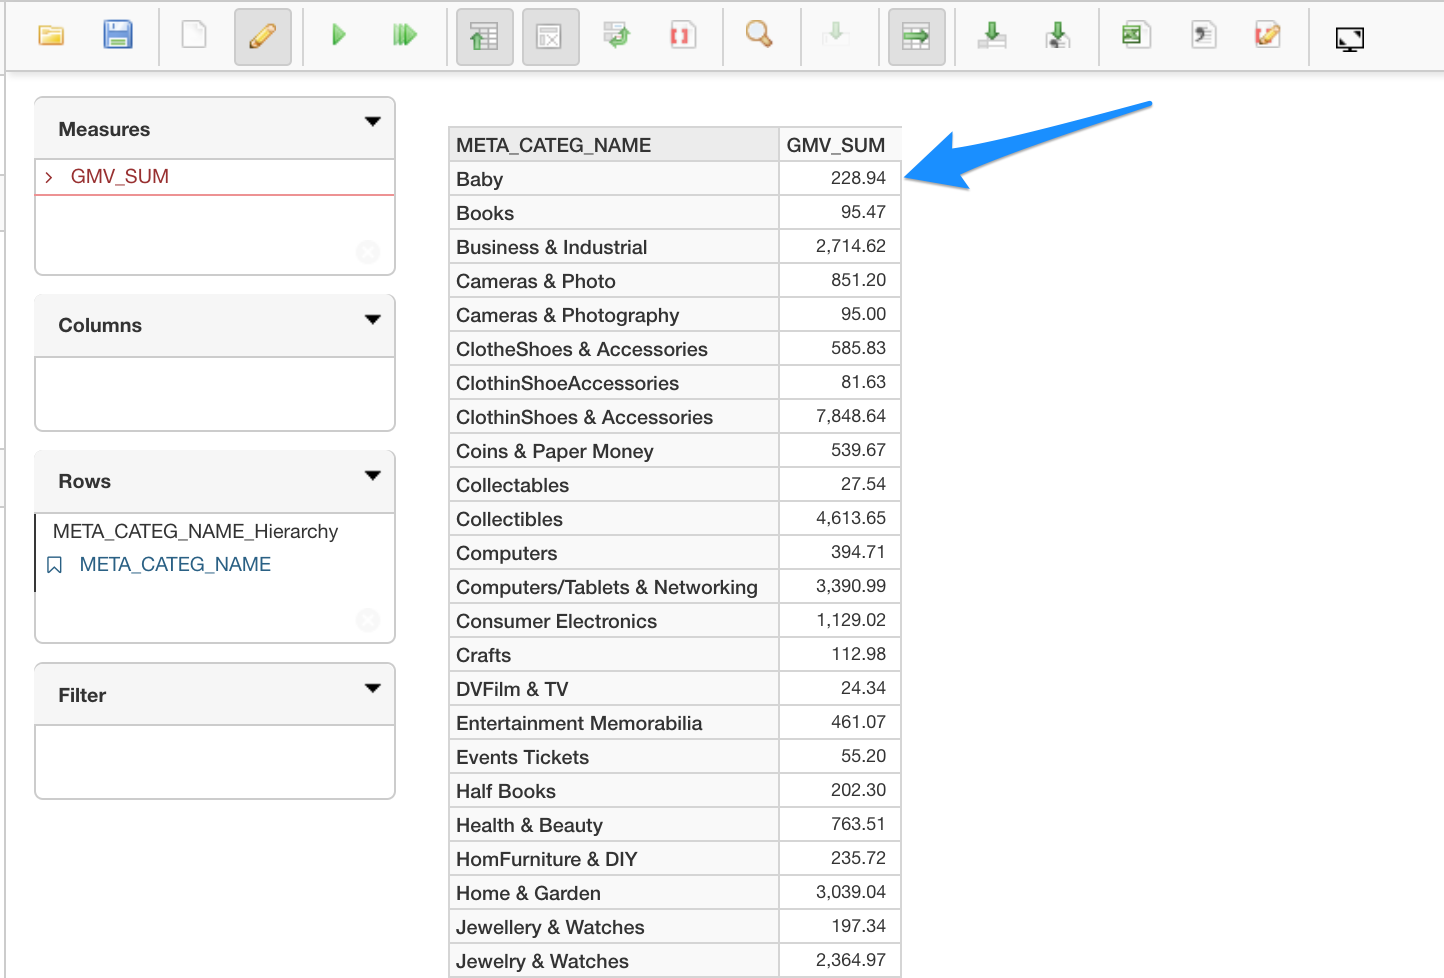 Measures
GMV_SUM
Columns
Rows
META_CATEG_NAME_Hierarchy
META_CATEG_NAME
Filter
META_CATEG_NAME GMV_SUM
Baby 228.94
Books 95.47
Business & Industrial 2,714.62
Cameras & Photo 851.20
Cameras & Photography 95.00
ClotheShoes & Accessories 585.83
ClothinShoeAccessories 81.63
ClothinShoes & Accessories 7,848.64
Coins & Paper Money 539.67
Collectables 27.54
Collectibles 4,613.65
Computers 394.71
Computers/Tablets & Networking 3,390.99
Consumer Electronics 1,129.02
Crafts 112.98
DVFilm & TV 24.34
Entertainment Memorabilia 461.07
Events Tickets 55.20
Half Books 202.30
Health & Beauty 763.51
HomFurniture & DIY 235.72
Home & Garden 3,039.04
Jewellery & Watches 197.34
Jewelry & Watches 2,364.97